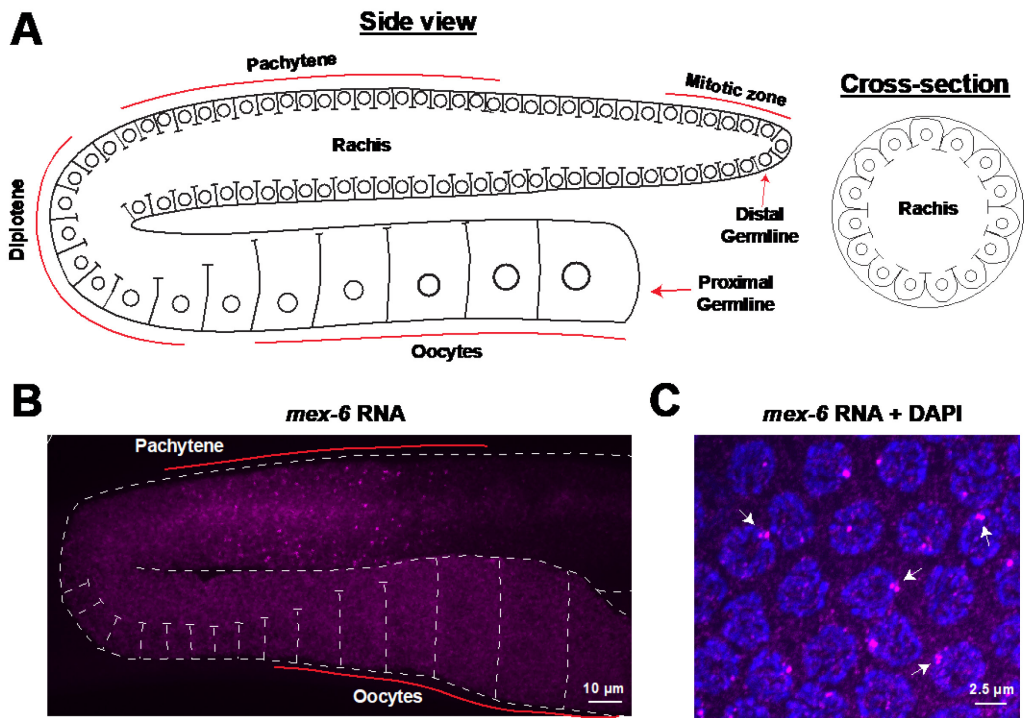 A
Side view
Pachytene
Mitotic zone
Cross-section
Rachis
Rachis
Diplotene
Distal
Germline
Proximal
Germline
Oocytes
B
mex-6 RNA
Pachytene
Oocytes
10 µm
C
mex-6 RNA + DAPI
2.5 µm